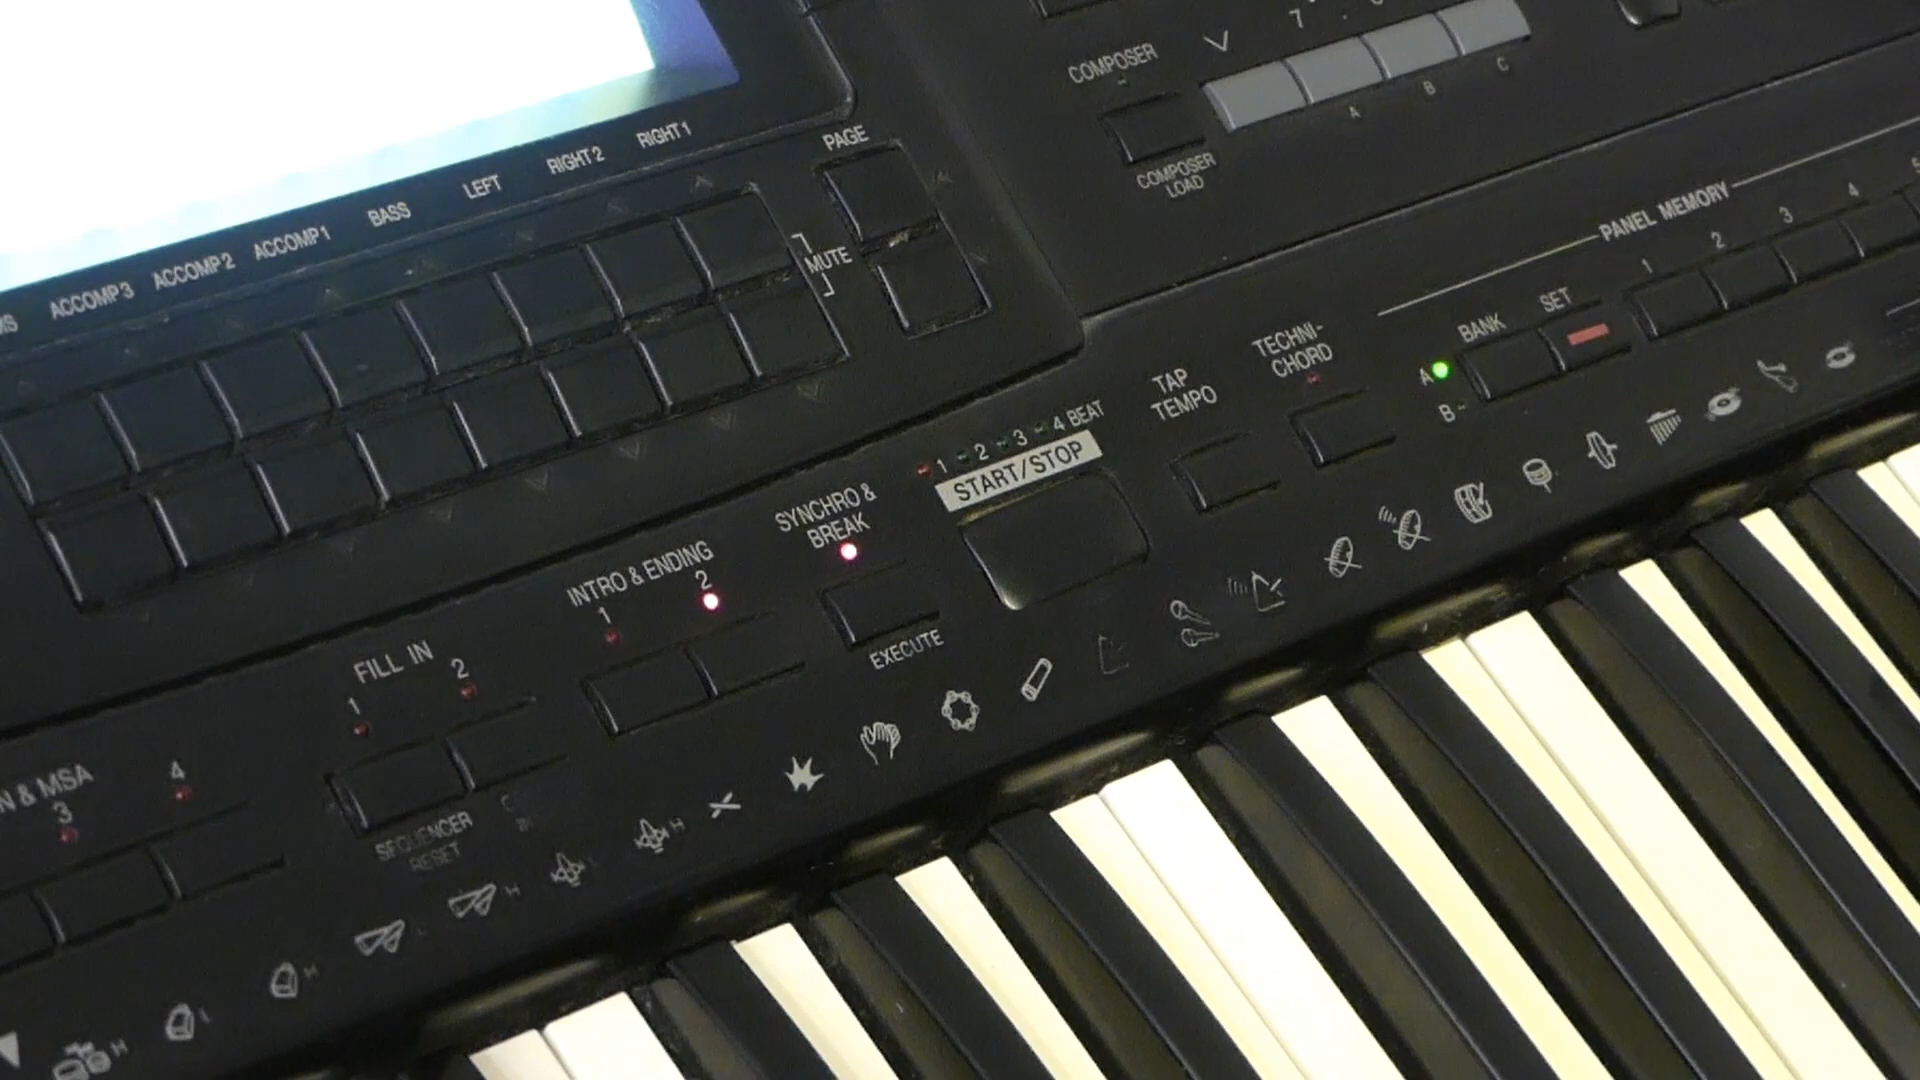 COMPOSER
COMPOSER
LOAD
A
B
C
7
RIGHT 1
RIGHT 2
LEFT
BASS
ACCOMP 1
ACCOMP 2
ACCOMP 3
PAGE
MUTE
PANEL MEMORY
1
2
3
4
5
SET
BANK
A
B
TECHNI-
CHORD
TAP
TEMPO
1 2 3 4 BEAT
START/STOP
SYNCHRO &
BREAK
EXECUTE
INTRO & ENDING
1 2
FILL IN
1 2
SEQUENCER
RESET
N & MSA
3 4
H
L
H
L
H
H